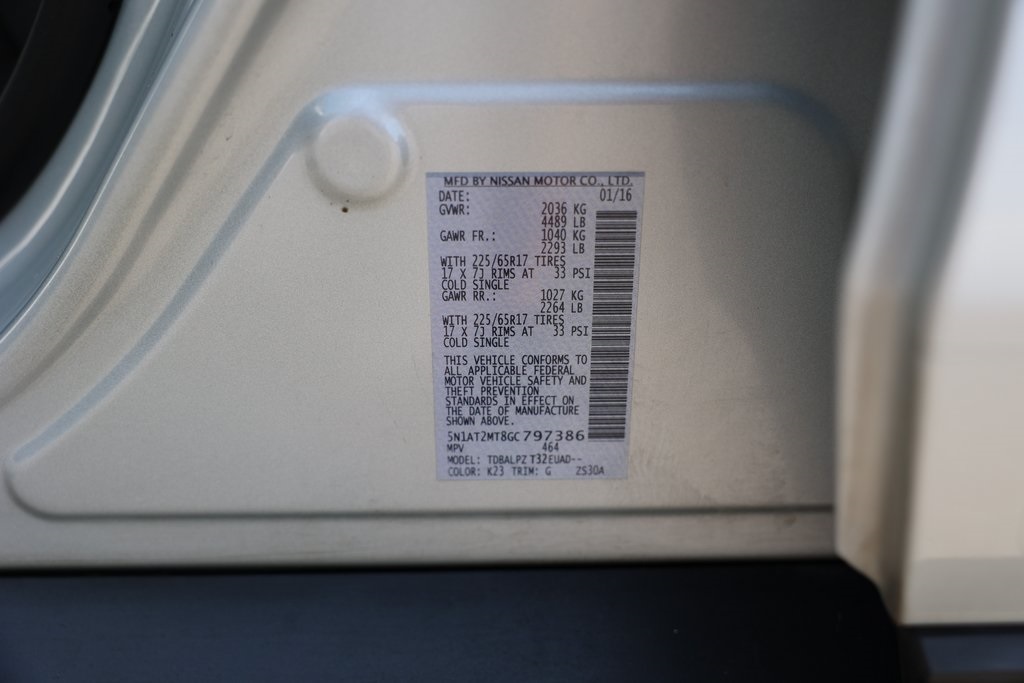 MFD BY NISSAN MOTOR CO., LTD.
DATE: 01/16
GVWR: 2036 KG
4489 LB
GAWR FR.: 1040 KG
2293 LB
WITH 225/65R17 TIRES
17 X 7J RIMS AT 33 PSI
COLD SINGLE
GAWR RR.: 1027 KG
2264 LB
WITH 225/65R17 TIRES
17 X 7J RIMS AT 33 PSI
COLD SINGLE
THIS VEHICLE CONFORMS TO
ALL APPLICABLE FEDERAL
MOTOR VEHICLE SAFETY AND
THEFT PREVENTION
STANDARDS IN EFFECT ON
THE DATE OF MANUFACTURE
SHOWN ABOVE.
5N1AT2MT8GC797386
MPV 464
MODEL: TDBALPZ T32EUAD--
COLOR: K23 TRIM: G ZS30A